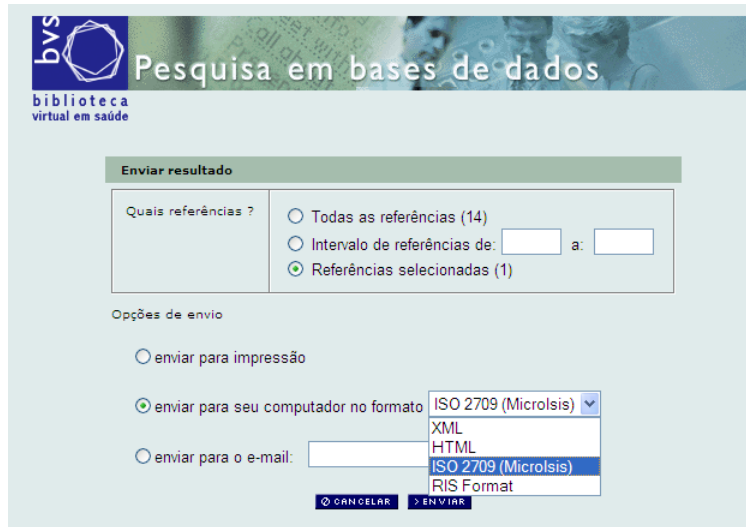 bvs
Pesquisa em bases de dados
biblioteca
virtual em saúde
Enviar resultado
Quais referências ?
Todas as referências (14)
Intervalo de referências de: a:
Referências selecionadas (1)
Opções de envio
enviar para impressão
enviar para seu computador no formato ISO 2709 (MicroIsis)
XML
HTML
ISO 2709 (MicroIsis)
RIS Format
enviar para o e-mail:
CANCELAR >ENVIAR